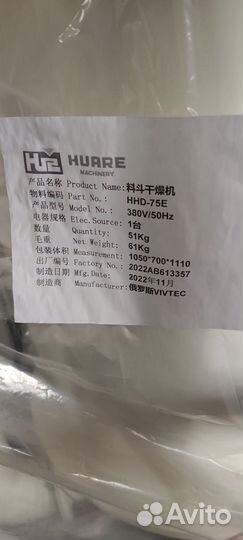 HUARE
MACHINERY
产品名称 Product Name:料斗干燥机
物料编码 Part No.: HHD-75E
产品型号 Model No.: 380V/50Hz
电器规格 Elec.Source: 1台
数量 Quantity: 51Kg
毛重 Net Weight: 61Kg
包装体积 Measurement: 1050*700*1110
出厂编号 Factory No.: 2022AB613357
制造日期 Mfg.Date: 2022年11月
制造商 Manufacturer:俄罗斯VIVTEC
Avito